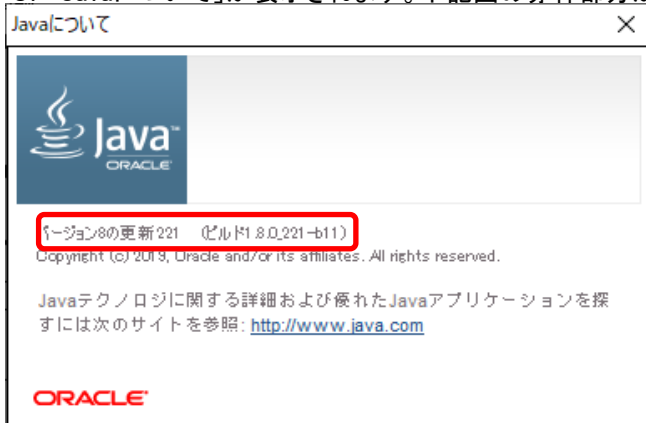 Javaについて
Java
ORACLE
バージョン8の更新221 (ビルド1.8.0_221-b11)
Copyright (c) 2019, Oracle and/or its affiliates. All rights reserved.
Javaテクノロジに関する詳細および優れたJavaアプリケーションを探
すには次のサイトを参照: http://www.java.com
ORACLE